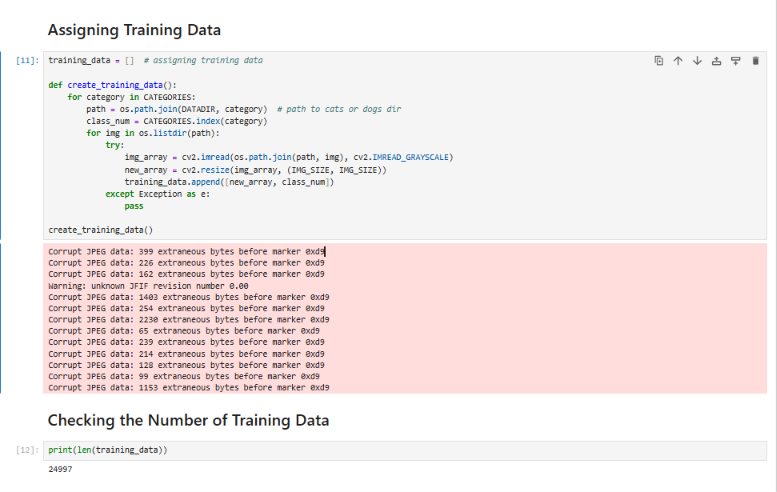 Assigning Training Data
[11]: training_data = [] # assigning training data
def create_training_data():
    for category in CATEGORIES:
        path = os.path.join(DATADIR, category) # path to cats or dogs dir
        class_num = CATEGORIES.index(category)
        for img in os.listdir(path):
            try:
                img_array = cv2.imread(os.path.join(path, img), cv2.IMREAD_GRAYSCALE)
                new_array = cv2.resize(img_array, (IMG_SIZE, IMG_SIZE))
                training_data.append([new_array, class_num])
            except Exception as e:
                pass
create_training_data()
Corrupt JPEG data: 399 extraneous bytes before marker 0xd9
Corrupt JPEG data: 226 extraneous bytes before marker 0xd9
Corrupt JPEG data: 162 extraneous bytes before marker 0xd9
Warning: unknown JFIF revision number 0.00
Corrupt JPEG data: 1403 extraneous bytes before marker 0xd9
Corrupt JPEG data: 254 extraneous bytes before marker 0xd9
Corrupt JPEG data: 2230 extraneous bytes before marker 0xd9
Corrupt JPEG data: 65 extraneous bytes before marker 0xd9
Corrupt JPEG data: 239 extraneous bytes before marker 0xd9
Corrupt JPEG data: 214 extraneous bytes before marker 0xd9
Corrupt JPEG data: 128 extraneous bytes before marker 0xd9
Corrupt JPEG data: 99 extraneous bytes before marker 0xd9
Corrupt JPEG data: 1153 extraneous bytes before marker 0xd9
Checking the Number of Training Data
[12]: print(len(training_data))
24997